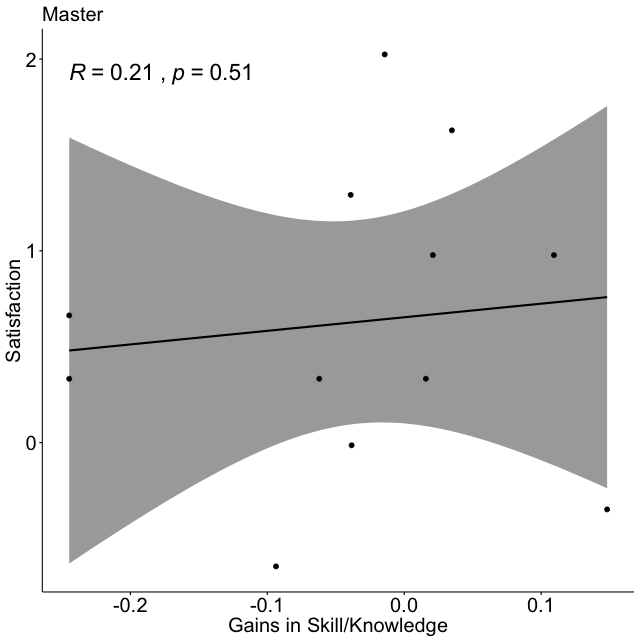 Master
R = 0.21 , p = 0.51
2
1
0
Satisfaction
-0.2 -0.1 0.0 0.1
Gains in Skill/Knowledge